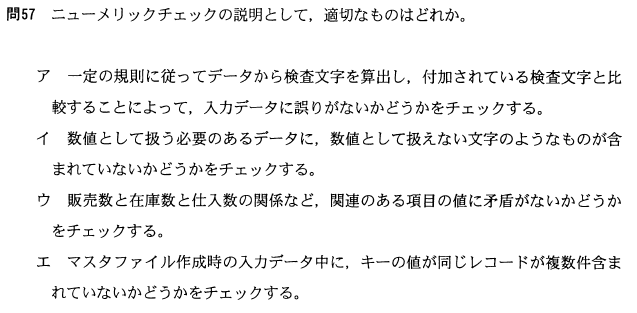 問57　ニューメリックチェックの説明として，適切なものはどれか。
ア　一定の規則に従ってデータから検査文字を算出し，付加されている検査文字と比
較することによって，入力データに誤りがないかどうかをチェックする。
イ　数値として扱う必要のあるデータに，数値として扱えない文字のようなものが含
まれていないかどうかをチェックする。
ウ　販売数と在庫数と仕入数の関係など，関連のある項目の値に矛盾がないかどうか
をチェックする。
エ　マスタファイル作成時の入力データ中に，キーの値が同じレコードが複数件含ま
れていないかどうかをチェックする。